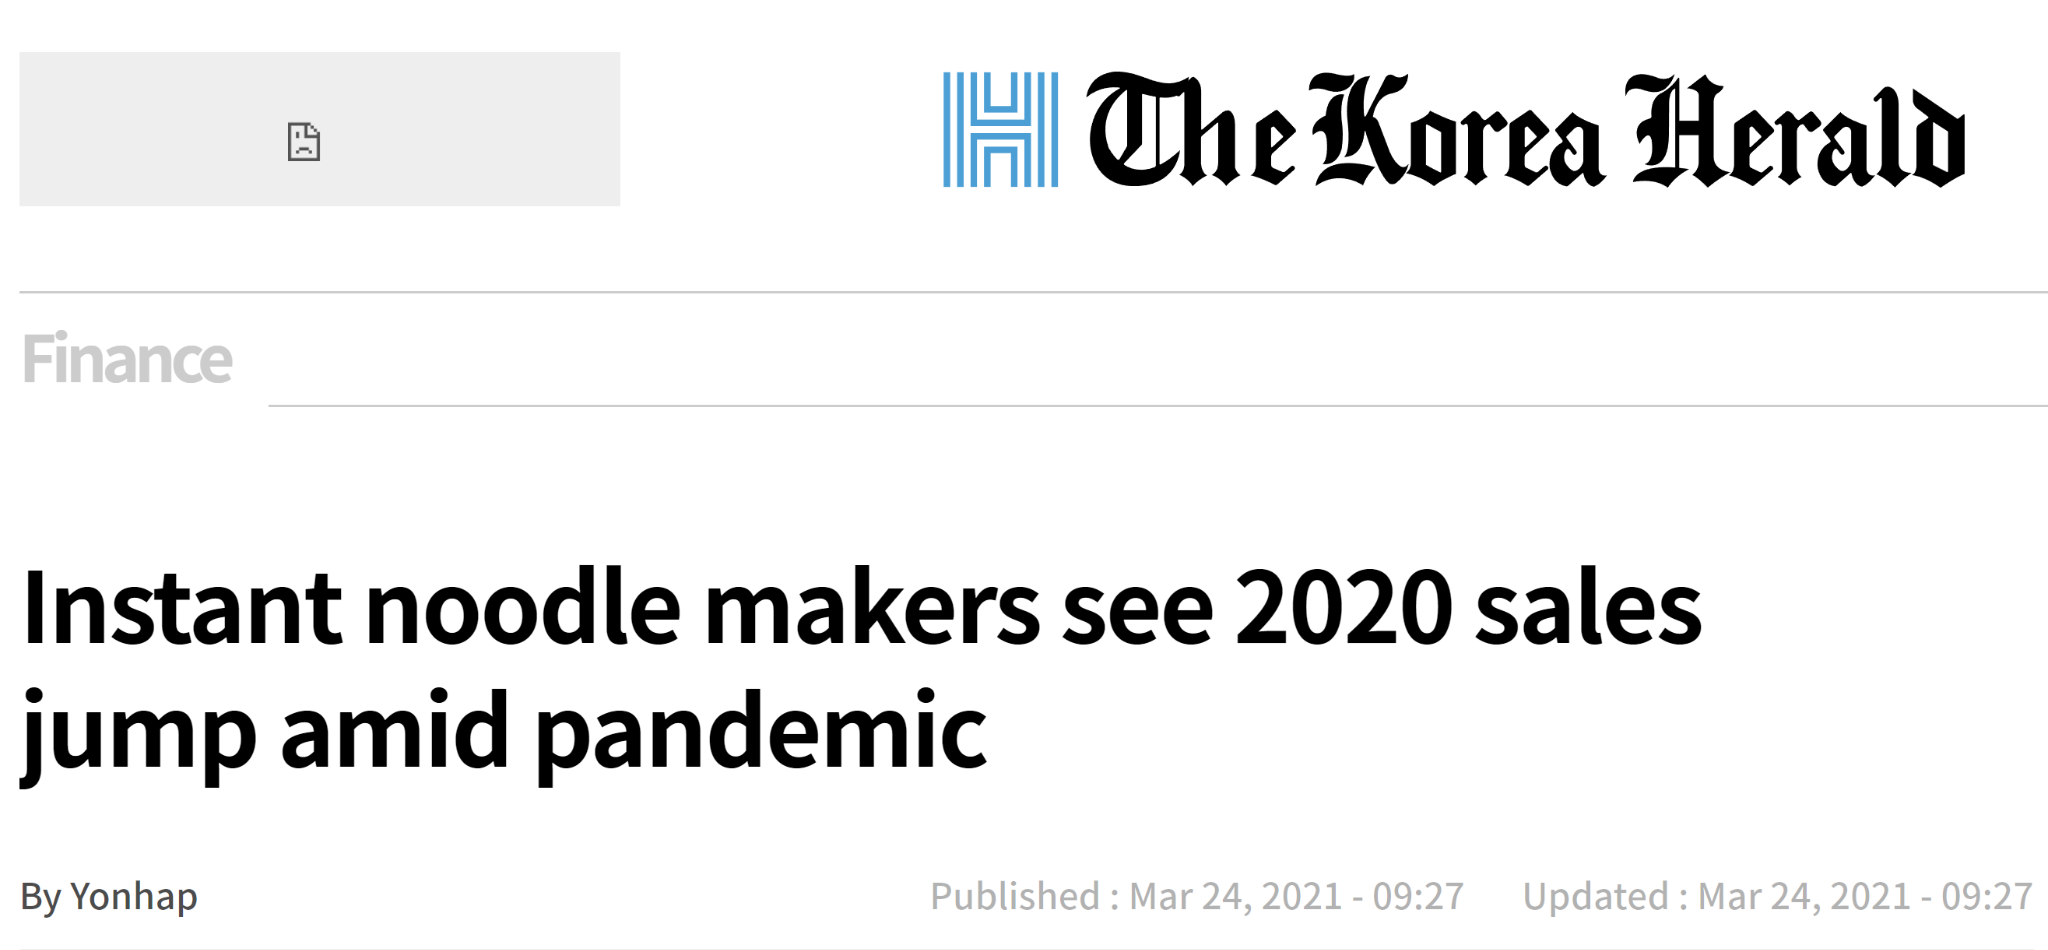 The Korea Herald
Finance
Instant noodle makers see 2020 sales
jump amid pandemic
By Yonhap
Published : Mar 24, 2021 - 09:27
Updated : Mar 24, 2021 - 09:27